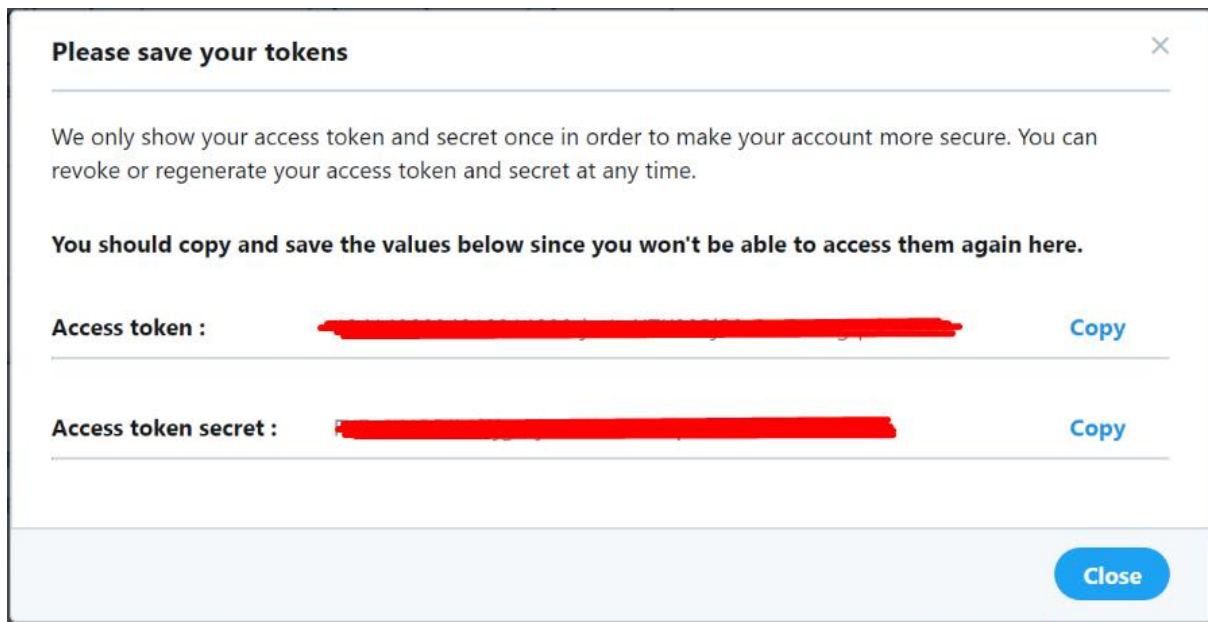 Please save your tokens
We only show your access token and secret once in order to make your account more secure. You can
revoke or regenerate your access token and secret at any time.
You should copy and save the values below since you won't be able to access them again here.
Access token : Copy
Access token secret : Copy
Close